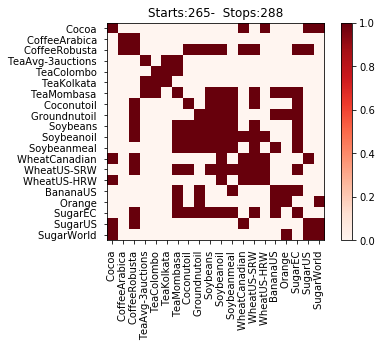 Starts:265-  Stops:288
Cocoa
CoffeeArabica
CoffeeRobusta
TeaAvg-3auctions
TeaColombo
TeaKolkata
TeaMombasa
Coconutoil
Groundnutoil
Soybeans
Soybeanoil
Soybeanmeal
WheatCanadian
WheatUS-SRW
WheatUS-HRW
BananaUS
Orange
SugarEC
SugarUS
SugarWorld
Cocoa
CoffeeArabica
CoffeeRobusta
TeaAvg-3auctions
TeaColombo
TeaKolkata
TeaMombasa
Coconutoil
Groundnutoil
Soybeans
Soybeanoil
Soybeanmeal
WheatCanadian
WheatUS-SRW
WheatUS-HRW
BananaUS
Orange
SugarEC
SugarUS
SugarWorld
1.0
0.8
0.6
0.4
0.2
0.0